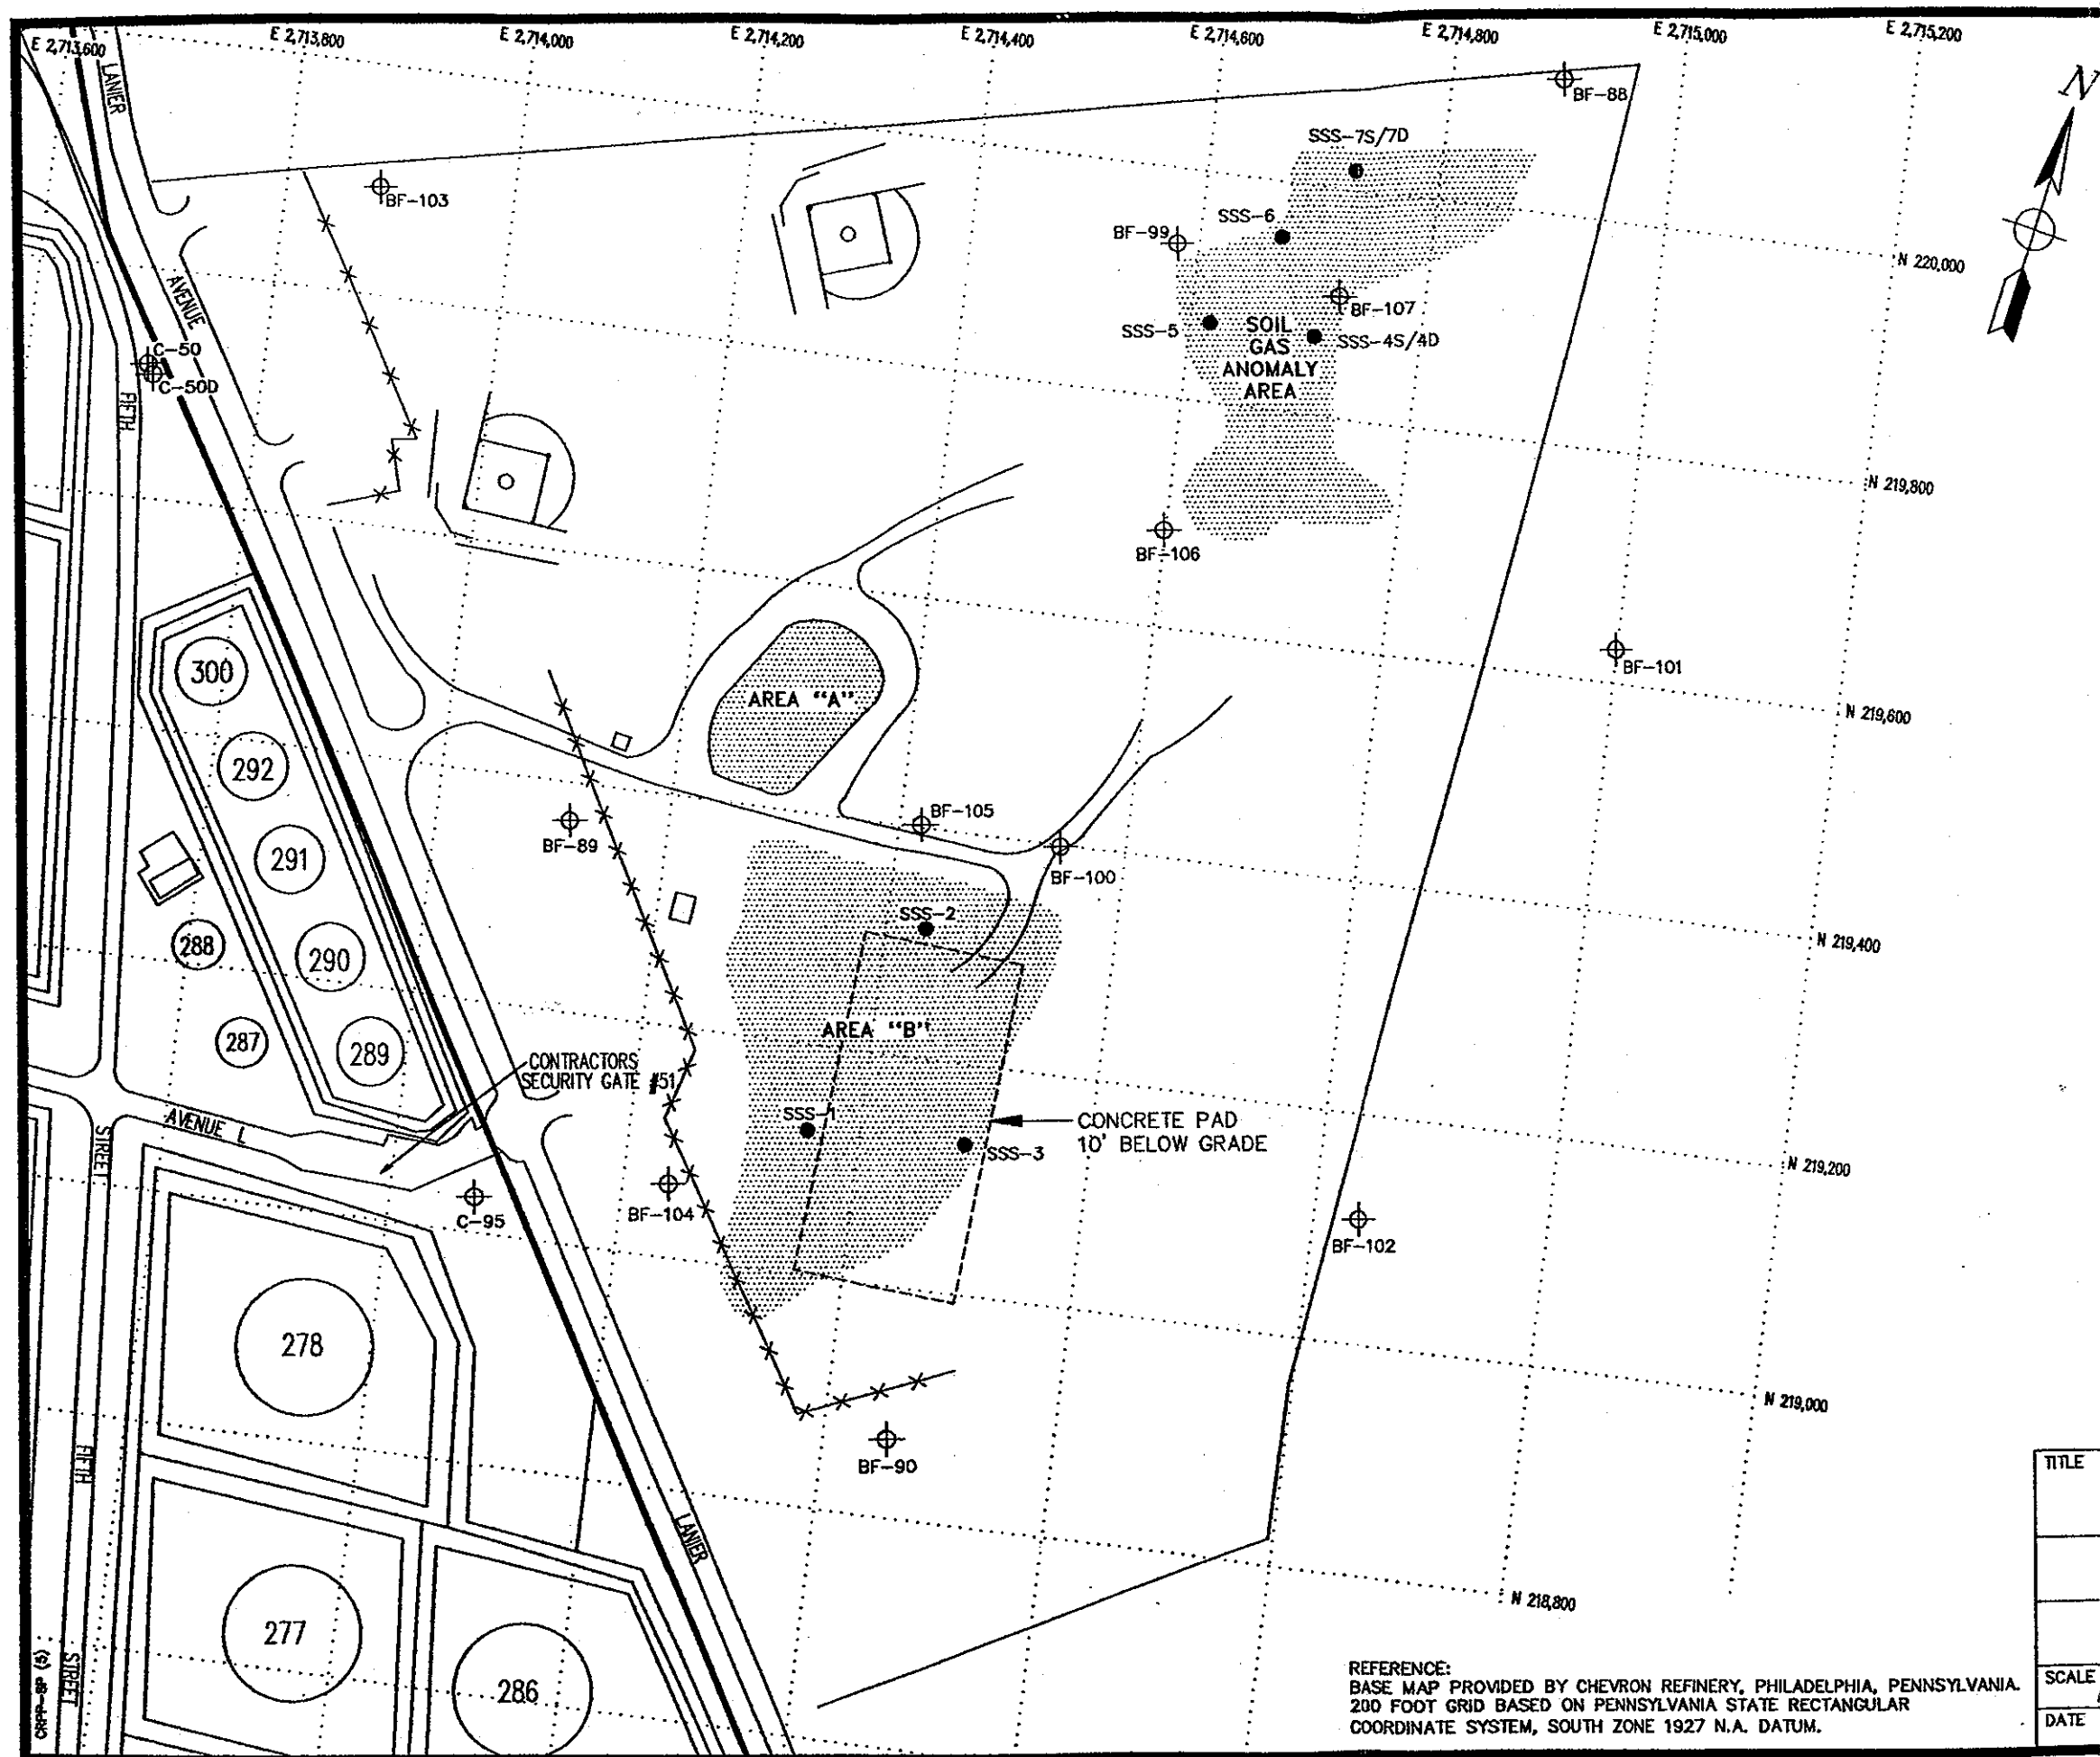 E 2,713,600
E 2,713,800
E 2,714,000
E 2,714,200
E 2,714,400
E 2,714,600
E 2,714,800
E 2,715,000
E 2,715,200
N
LANIER
AVENUE
BF-88
SSS-7S/7D
BF-103
SSS-6
BF-99
N 220,000
BF-107
SSS-5
SOIL
GAS
ANOMALY
AREA
SSS-4S/4D
C-50
C-50D
FIFTH
N 219,800
BF-106
BF-101
300
AREA "A"
N 219,600
292
BF-105
BF-89
291
BF-100
SSS-2
288
290
N 219,400
AREA "B"
287
289
CONTRACTORS
SECURITY GATE #51
AVENUE L
STREET
SSS-1
CONCRETE PAD
10' BELOW GRADE
SSS-3
N 219,200
C-95
BF-104
BF-102
278
N 219,000
FIFTH
BF-90
TITLE
LANIER
N 218,800
277
286
STREET
CRPP-8P (5)
REFERENCE:
BASE MAP PROVIDED BY CHEVRON REFINERY, PHILADELPHIA, PENNSYLVANIA.
200 FOOT GRID BASED ON PENNSYLVANIA STATE RECTANGULAR
COORDINATE SYSTEM, SOUTH ZONE 1927 N.A. DATUM.
SCALE
DATE